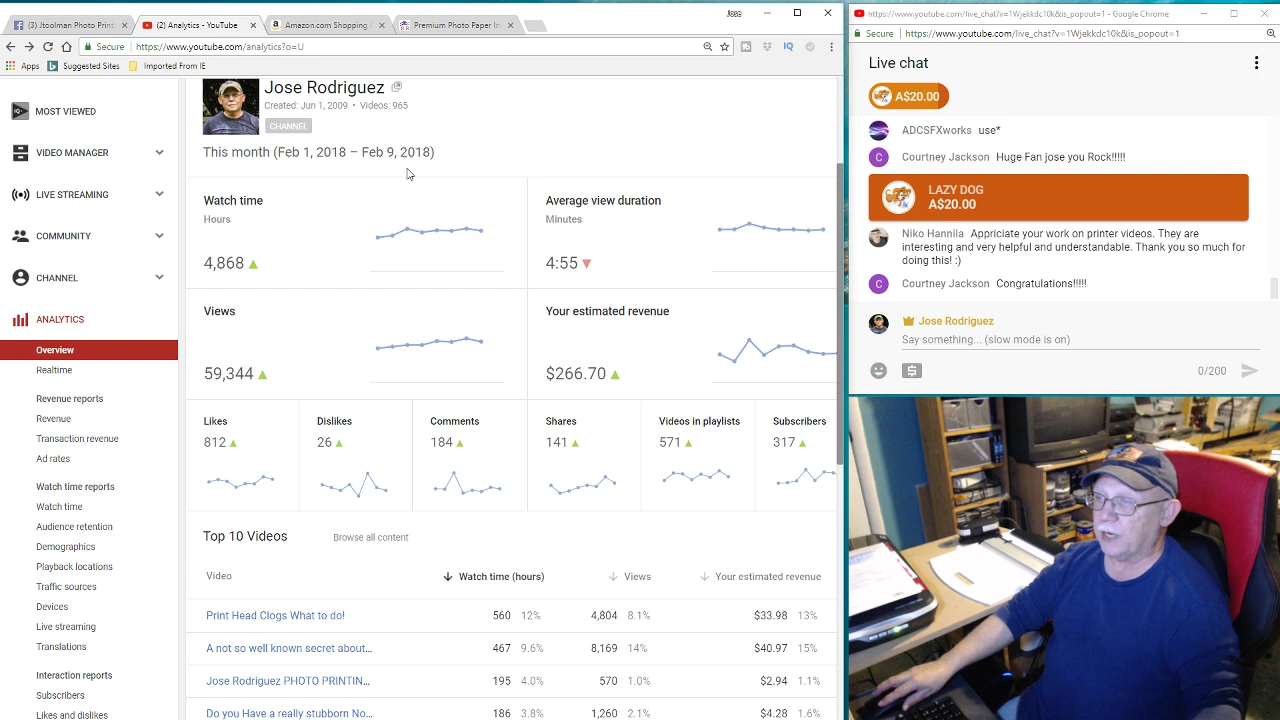 (3) Jtoolman Photo Print
(2) Analytics - YouTube
Amazon.com Shopping
Premium Photo Paper In
Jose
Secure https://www.youtube.com/analytics?o=U
IQ
Apps Suggested Sites Imported From IE
MOST VIEWED
VIDEO MANAGER
LIVE STREAMING
COMMUNITY
CHANNEL
ANALYTICS
Overview
Realtime
Revenue reports
Revenue
Transaction revenue
Ad rates
Watch time reports
Watch time
Audience retention
Demographics
Playback locations
Traffic sources
Devices
Live streaming
Translations
Interaction reports
Subscribers
Likes and dislikes
Jose Rodriguez
Created: Jun 1, 2009 • Videos: 965
CHANNEL
This month (Feb 1, 2018 – Feb 9, 2018)
Watch time
Hours
4,868
Average view duration
Minutes
4:55
Views
59,344
Your estimated revenue
$266.70
Likes
812
Dislikes
26
Comments
184
Shares
141
Videos in playlists
571
Subscribers
317
Top 10 Videos Browse all content
Video Watch time (hours) Views Your estimated revenue
Print Head Clogs What to do! 560 12% 4,804 8.1% $33.98 13%
A not so well known secret about... 467 9.6% 8,169 14% $40.97 15%
Jose Rodriguez PHOTO PRINTIN... 195 4.0% 570 1.0% $2.94 1.1%
Do you Have a really stubborn No... 186 3.8% 1,260 2.1% $4.28 1.6%
https://www.youtube.com/live_chat?v=1Wjekkdc10k&is_popout=1 - Google Chrome
Secure https://www.youtube.com/live_chat?v=1Wjekkdc10k&is_popout=1
Live chat
A$20.00
ADCSFXworks use*
C Courtney Jackson Huge Fan jose you Rock!!!!!
LAZY DOG
A$20.00
Niko Hannila Appriciate your work on printer videos. They are
interesting and very helpful and understandable. Thank you so much for
doing this! :)
C Courtney Jackson Congratulations!!!!!
Jose Rodriguez
Say something... (slow mode is on)
0/200